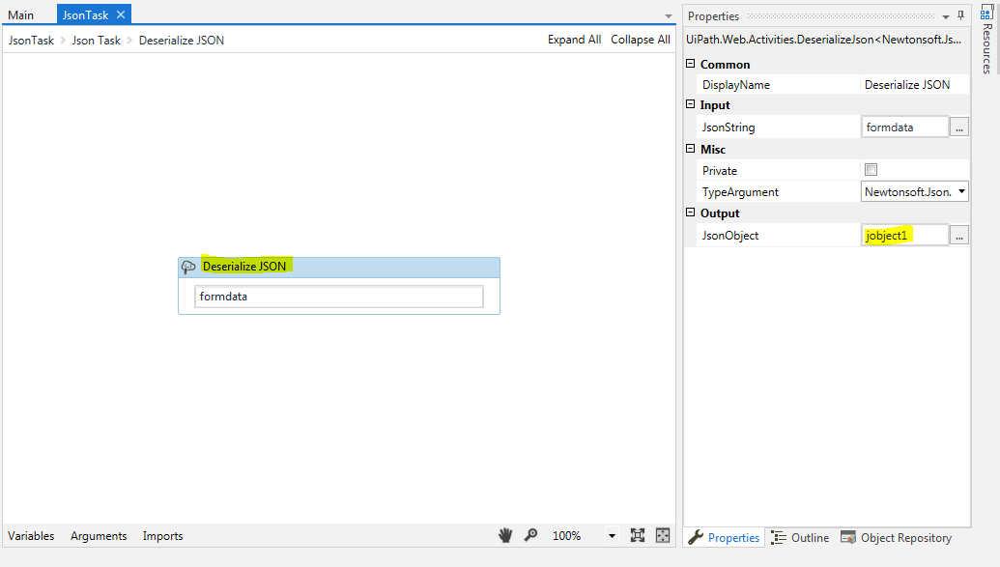 Main JsonTask
JsonTask Json Task Deserialize JSON Expand All Collapse All
Deserialize JSON
formdata
Variables Arguments Imports 100%
Properties
UiPath.Web.Activities.DeserializeJson<Newtonsoft.Js...
Common
DisplayName Deserialize JSON
Input
JsonString formdata ...
Misc
Private
TypeArgument Newtonsoft.Json.
Output
JsonObject jobject1 ...
Properties Outline Object Repository
Resources